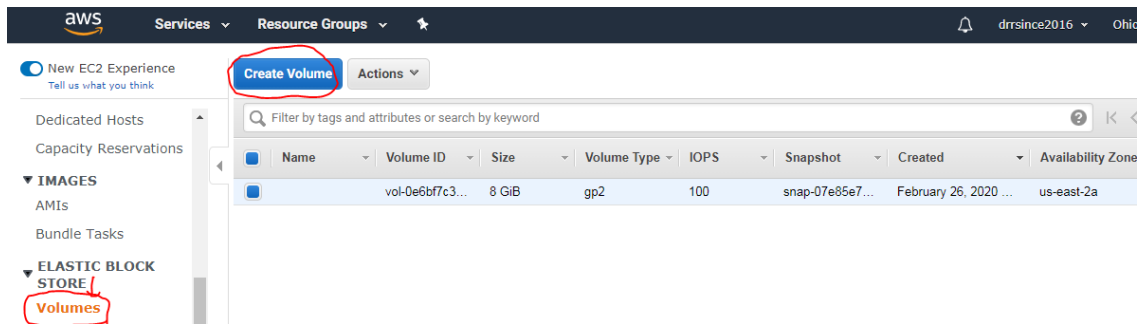 aws Services Resource Groups drrsince2016 Ohio
New EC2 Experience
Tell us what you think
Create Volume Actions
Dedicated Hosts
Filter by tags and attributes or search by keyword
Capacity Reservations
Name Volume ID Size Volume Type IOPS Snapshot Created Availability Zone
IMAGES
vol-0e6bf7c3... 8 GiB gp2 100 snap-07e85e7... February 26, 2020 ... us-east-2a
AMIs
Bundle Tasks
ELASTIC BLOCK
STORE
Volumes